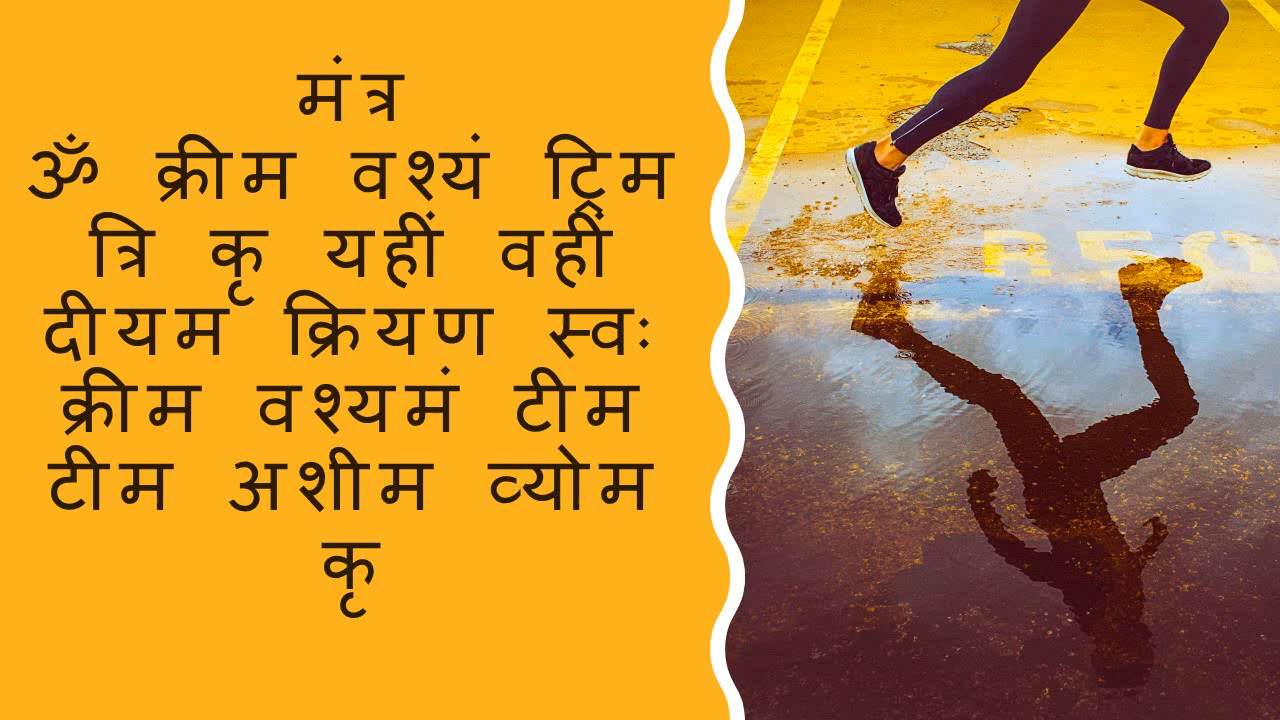 मंत्र
ॐ क्रीम वश्यं ट्रिम
त्रि कृ यहीं वहीं
दीयम क्रियण स्वः
क्रीम वश्यमं टीम
टीम अशीम व्योम
कृ